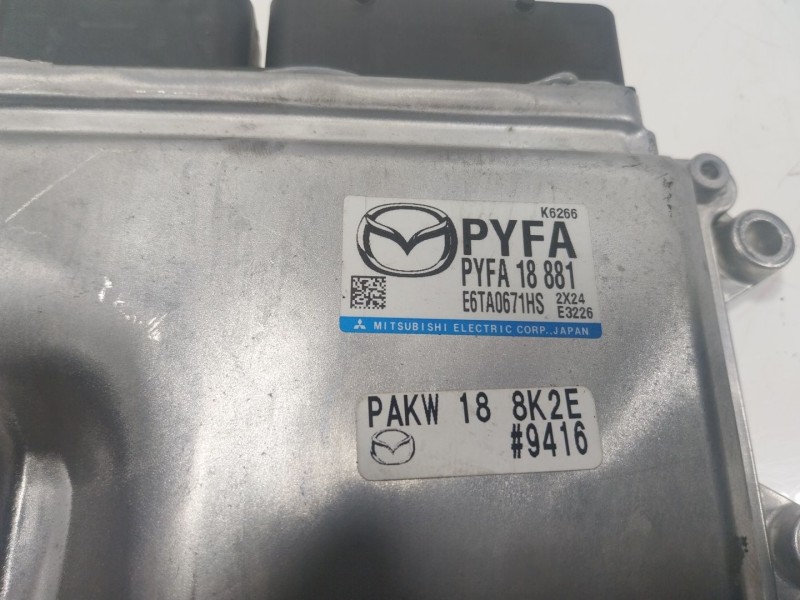 K6266
PYFA
PYFA 18 881
E6TA0671HS 2X24
E3226
MITSUBISHI ELECTRIC CORP.,JAPAN
PAKW 18 8K2E
#9416